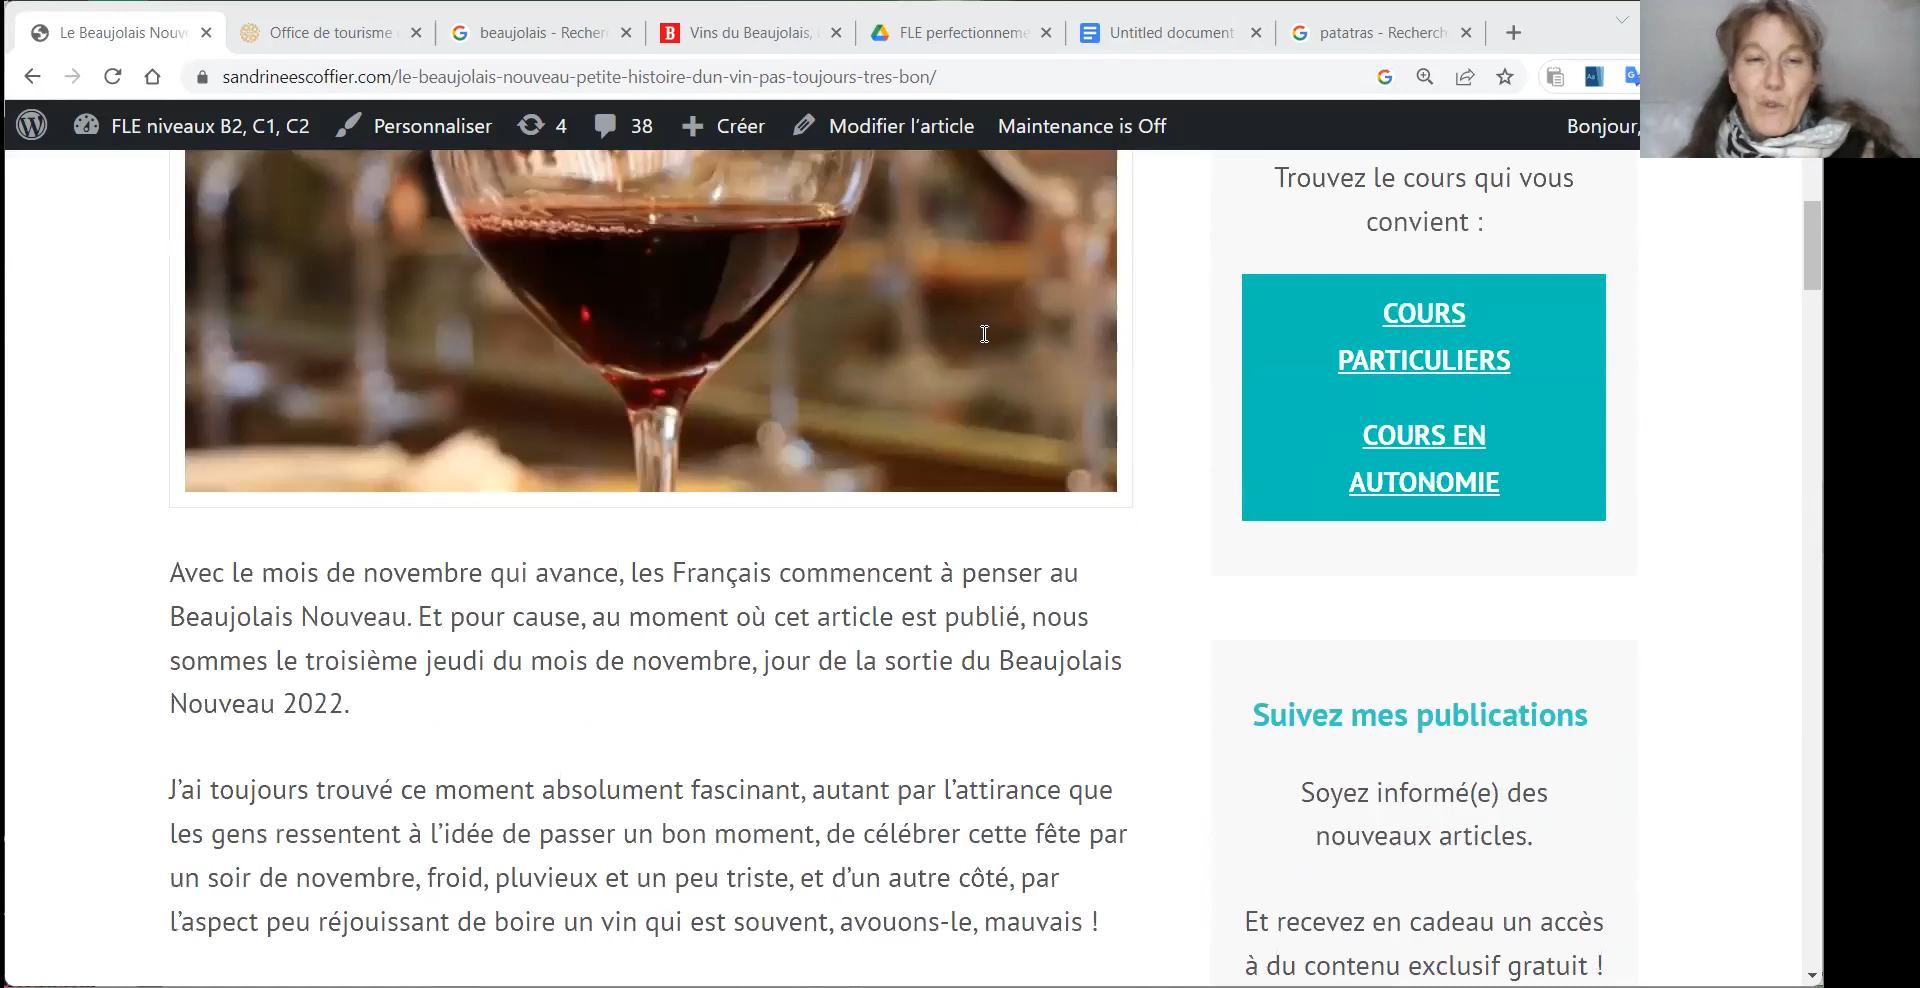 Le Beaujolais Nouv
Office de tourisme
beaujolais - Recher
Vins du Beaujolais,
FLE perfectionneme
Untitled document
patatras - Recherch
sandrineescoffier.com/le-beaujolais-nouveau-petite-histoire-dun-vin-pas-toujours-tres-bon/
FLE niveaux B2, C1, C2
Personnaliser
4
38
Créer
Modifier l'article
Maintenance is Off
Bonjour,
Trouvez le cours qui vous
convient :
COURS
PARTICULIERS
COURS EN
AUTONOMIE
Avec le mois de novembre qui avance, les Français commencent à penser au
Beaujolais Nouveau. Et pour cause, au moment où cet article est publié, nous
sommes le troisième jeudi du mois de novembre, jour de la sortie du Beaujolais
Nouveau 2022.
J'ai toujours trouvé ce moment absolument fascinant, autant par l'attirance que
les gens ressentent à l'idée de passer un bon moment, de célébrer cette fête par
un soir de novembre, froid, pluvieux et un peu triste, et d'un autre côté, par
l'aspect peu réjouissant de boire un vin qui est souvent, avouons-le, mauvais !
Suivez mes publications
Soyez informé(e) des
nouveaux articles.
Et recevez en cadeau un accès
à du contenu exclusif gratuit !